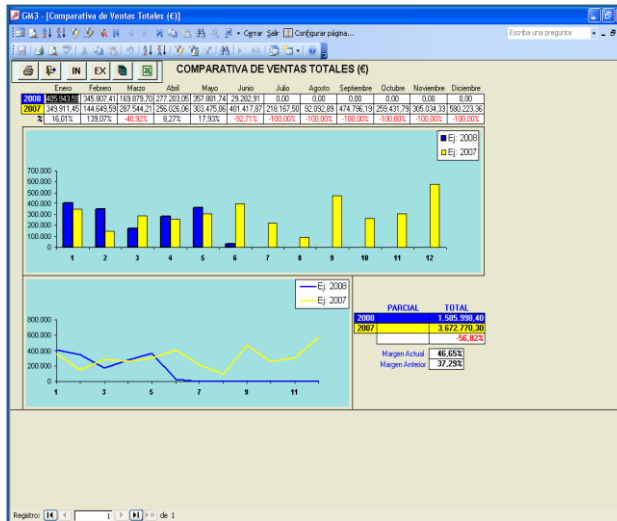 GM3 - [Comparativa de Ventas Totales (€)]
Cerrar Salir Configurar página... Escriba una pregunta
IN EX COMPARATIVA DE VENTAS TOTALES (€)
Enero Febrero Marzo Abril Mayo Junio Julio Agosto Septiembre Octubre Noviembre Diciembre
2008 405.943,59 345.807,41 169.879,70 277.203,05 357.881,74 29.282,91 0,00 0,00 0,00 0,00 0,00 0,00
2007 349.911,45 144.649,59 287.544,21 256.026,06 303.475,06 401.417,87 218.167,50 92.092,89 474.796,19 259.431,79 305.034,33 580.223,36
% 16,01% 139,07% -40,92% 8,27% 17,93% -92,71% -100,00% -100,00% -100,00% -100,00% -100,00% -100,00%
Ej: 2008
Ej: 2007
700.000
600.000
500.000
400.000
300.000
200.000
100.000
0
1 2 3 4 5 6 7 8 9 10 11 12
Ej: 2008
Ej: 2007
800.000
600.000
400.000
200.000
0
1 3 5 7 9 11
PARCIAL TOTAL
2008 1.585.998,40
2007 3.672.770,30
-56,82%
Margen Actual 46,65%
Margen Anterior 37,29%
Registro: 1 de 1